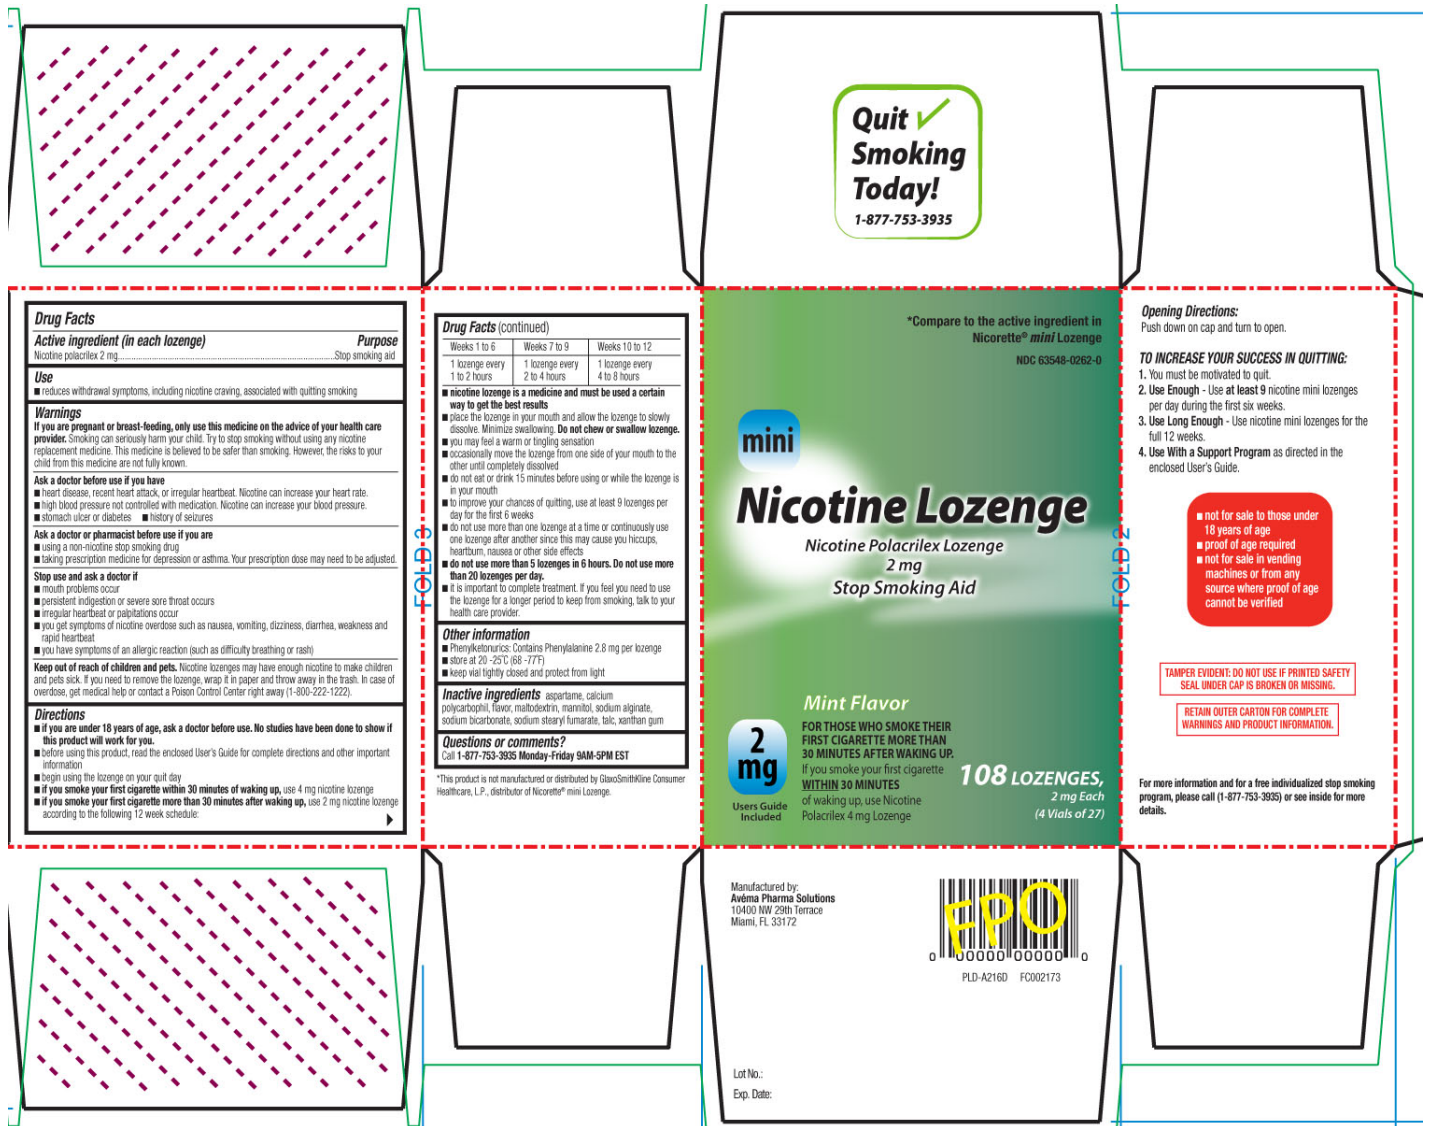 Quit
Smoking
Today!
1-877-753-3935
Drug Facts
Active ingredient (in each lozenge) Purpose
Nicotine polacrilex 2 mg................Stop smoking aid
Use
■ reduces withdrawal symptoms, including nicotine craving, associated with quitting smoking
Warnings
If you are pregnant or breast-feeding, only use this medicine on the advice of your health care
provider. Smoking can seriously harm your child. Try to stop smoking without using any nicotine
replacement medicine. This medicine is believed to be safer than smoking. However, the risks to your
child from this medicine are not fully known.
Ask a doctor before use if you have
■ heart disease, recent heart attack, or irregular heartbeat. Nicotine can increase your heart rate.
■ high blood pressure not controlled with medication. Nicotine can increase your blood pressure.
■ stomach ulcer or diabetes ■ history of seizures
Ask a doctor or pharmacist before use if you are
■ using a non-nicotine stop smoking drug
■ taking prescription medicine for depression or asthma. Your prescription dose may need to be adjusted.
Stop use and ask a doctor if
■ mouth problems occur
■ persistent indigestion or severe sore throat occurs
■ irregular heartbeat or palpitations occur
■ you get symptoms of nicotine overdose such as nausea, vomiting, dizziness, diarrhea, weakness and
rapid heartbeat
■ you have symptoms of an allergic reaction (such as difficulty breathing or rash)
Keep out of reach of children and pets. Nicotine lozenges may have enough nicotine to make children
and pets sick. If you need to remove the lozenge, wrap it in paper and throw away in the trash. In case of
overdose, get medical help or contact a Poison Control Center right away (1-800-222-1222).
Directions
■ if you are under 18 years of age, ask a doctor before use. No studies have been done to show if
this product will work for you.
■ before using this product, read the enclosed User's Guide for complete directions and other important
information
■ begin using the lozenge on your quit day
■ if you smoke your first cigarette within 30 minutes of waking up, use 4 mg nicotine lozenge
■ if you smoke your first cigarette more than 30 minutes after waking up, use 2 mg nicotine lozenge
according to the following 12 week schedule:
FOLD 3
Drug Facts (continued)
Weeks 1 to 6 Weeks 7 to 9 Weeks 10 to 12
1 lozenge every 1 lozenge every 1 lozenge every
1 to 2 hours 2 to 4 hours 4 to 8 hours
■ nicotine lozenge is a medicine and must be used a certain
way to get the best results
■ place the lozenge in your mouth and allow the lozenge to slowly
dissolve. Minimize swallowing. Do not chew or swallow lozenge.
■ you may feel a warm or tingling sensation
■ occasionally move the lozenge from one side of your mouth to the
other until completely dissolved
■ do not eat or drink 15 minutes before using or while the lozenge is
in your mouth
■ to improve your chances of quitting, use at least 9 lozenges per
day for the first 6 weeks
■ do not use more than one lozenge at a time or continuously use
one lozenge after another since this may cause you hiccups,
heartburn, nausea or other side effects
■ do not use more than 5 lozenges in 6 hours. Do not use more
than 20 lozenges per day.
■ it is important to complete treatment. If you feel you need to use
the lozenge for a longer period to keep from smoking, talk to your
health care provider.
Other information
■ Phenylketonurics: Contains Phenylalanine 2.8 mg per lozenge
■ store at 20 -25˚C (68 -77˚F)
■ keep vial tightly closed and protect from light
Inactive ingredients aspartame, calcium
polycarbophil, flavor, maltodextrin, mannitol, sodium alginate,
sodium bicarbonate, sodium stearyl fumarate, talc, xanthan gum
Questions or comments?
Call 1-877-753-3935 Monday-Friday 9AM-5PM EST
*This product is not manufactured or distributed by GlaxoSmithKline Consumer
Healthcare, L.P., distributor of Nicorette® mini Lozenge.
*Compare to the active ingredient in
Nicorette® mini Lozenge
NDC 63548-0262-0
mini
Nicotine Lozenge
Nicotine Polacrilex Lozenge
2 mg
Stop Smoking Aid
Mint Flavor
2
mg
Users Guide
Included
FOR THOSE WHO SMOKE THEIR
FIRST CIGARETTE MORE THAN
30 MINUTES AFTER WAKING UP.
If you smoke your first cigarette
WITHIN 30 MINUTES
of waking up, use Nicotine
Polacrilex 4 mg Lozenge
108 LOZENGES,
2 mg Each
(4 Vials of 27)
FOLD 2
Opening Directions:
Push down on cap and turn to open.
TO INCREASE YOUR SUCCESS IN QUITTING:
1. You must be motivated to quit.
2. Use Enough - Use at least 9 nicotine mini lozenges
per day during the first six weeks.
3. Use Long Enough - Use nicotine mini lozenges for the
full 12 weeks.
4. Use With a Support Program as directed in the
enclosed User's Guide.
■ not for sale to those under
18 years of age
■ proof of age required
■ not for sale in vending
machines or from any
source where proof of age
cannot be verified
TAMPER EVIDENT: DO NOT USE IF PRINTED SAFETY
SEAL UNDER CAP IS BROKEN OR MISSING.
RETAIN OUTER CARTON FOR COMPLETE
WARNINGS AND PRODUCT INFORMATION.
For more information and for a free individualized stop smoking
program, please call (1-877-753-3935) or see inside for more
details.
Manufactured by:
Avéma Pharma Solutions
10400 NW 29th Terrace
Miami, FL 33172
FPO
0 00000 00000 0
PLD-A216D FC002173
Lot No.:
Exp. Date: